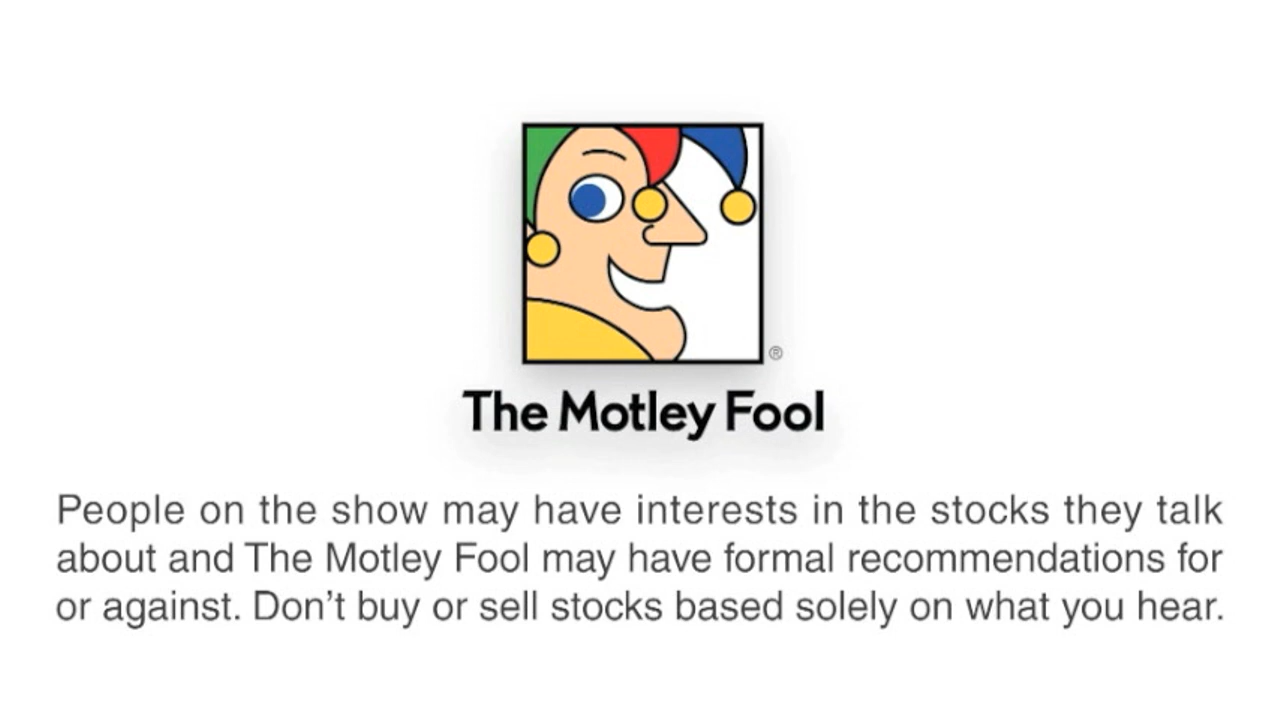 ®
The Motley Fool
People on the show may have interests in the stocks they talk
about and The Motley Fool may have formal recommendations for
or against. Don’t buy or sell stocks based solely on what you hear.